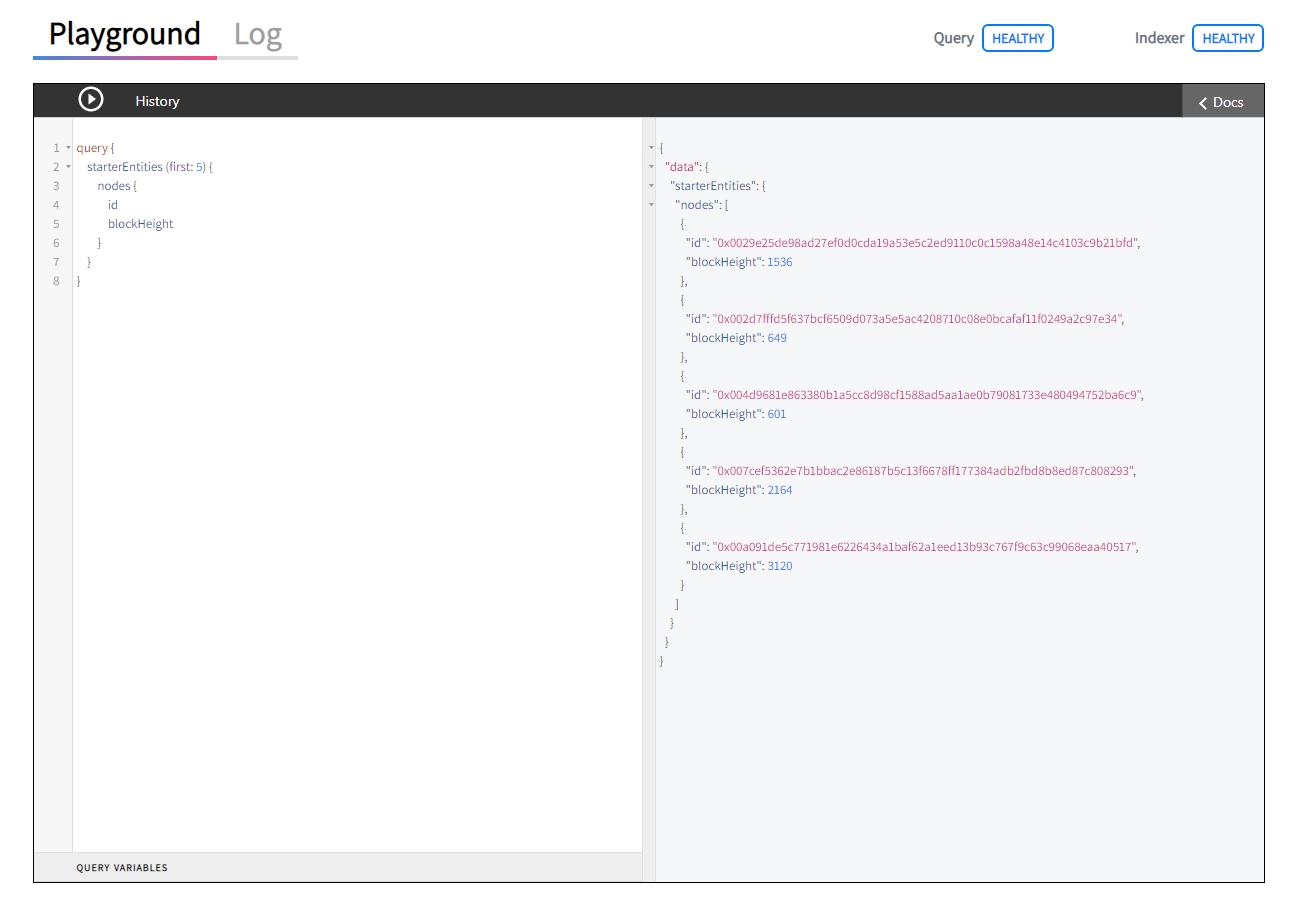 Playground Log Query HEALTHY Indexer HEALTHY
History Docs
1 query {
2 starterEntities (first: 5) {
3 nodes {
4 id
5 blockHeight
6 }
7 }
8 }
QUERY VARIABLES
{
"data": {
"starterEntities": {
"nodes": [
{
"id": "0x0029e25de98ad27ef0d0cda19a53e5c2ed9110c0c1598a48e14c4103c9b21bfd",
"blockHeight": 1536
},
{
"id": "0x002d7fffd5f637bcf6509d073a5e5ac4208710c08e0bcafaf11f0249a2c97e34",
"blockHeight": 649
},
{
"id": "0x004d9681e863380b1a5cc8d98cf1588ad5aa1ae0b79081733e480494752ba6c9",
"blockHeight": 601
},
{
"id": "0x007cef5362e7b1bbac2e86187b5c13f6678ff177384adb2fbd8b8ed87c808293",
"blockHeight": 2164
},
{
"id": "0x00a091de5c771981e6226434a1baf62a1eed13b93c767f9c63c99068eaa40517",
"blockHeight": 3120
}
]
}
}
}